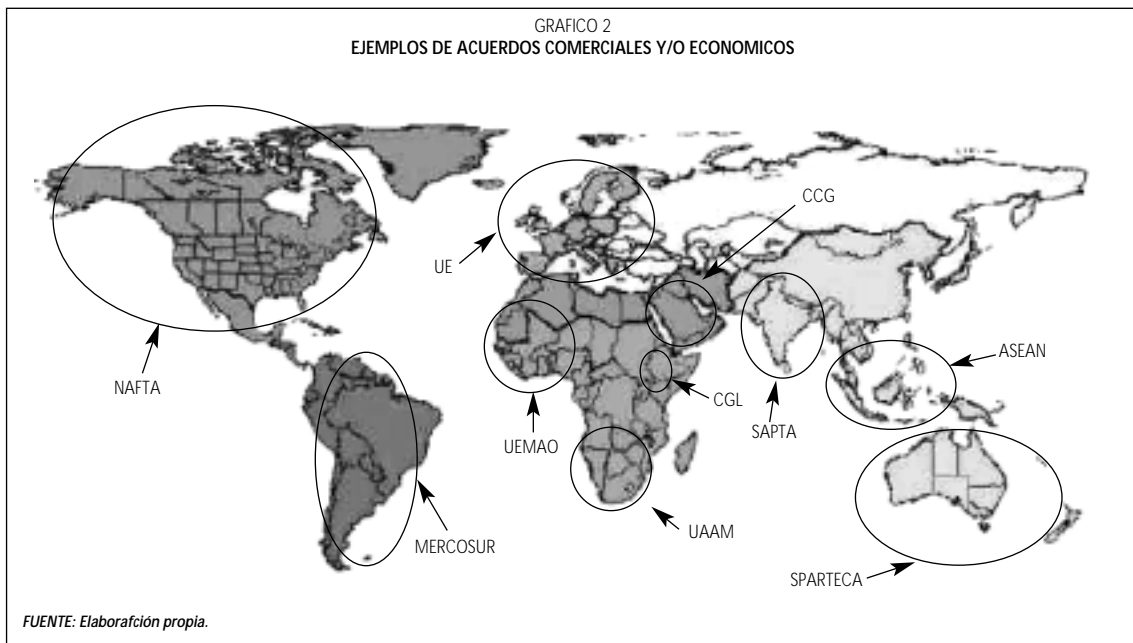 GRAFICO 2
EJEMPLOS DE ACUERDOS COMERCIALES Y/O ECONOMICOS
CCG
UE
ASEAN
NAFTA
CGL
SAPTA
UEMAO
UAAM
MERCOSUR
SPARTECA
FUENTE: Elaborafción propia.